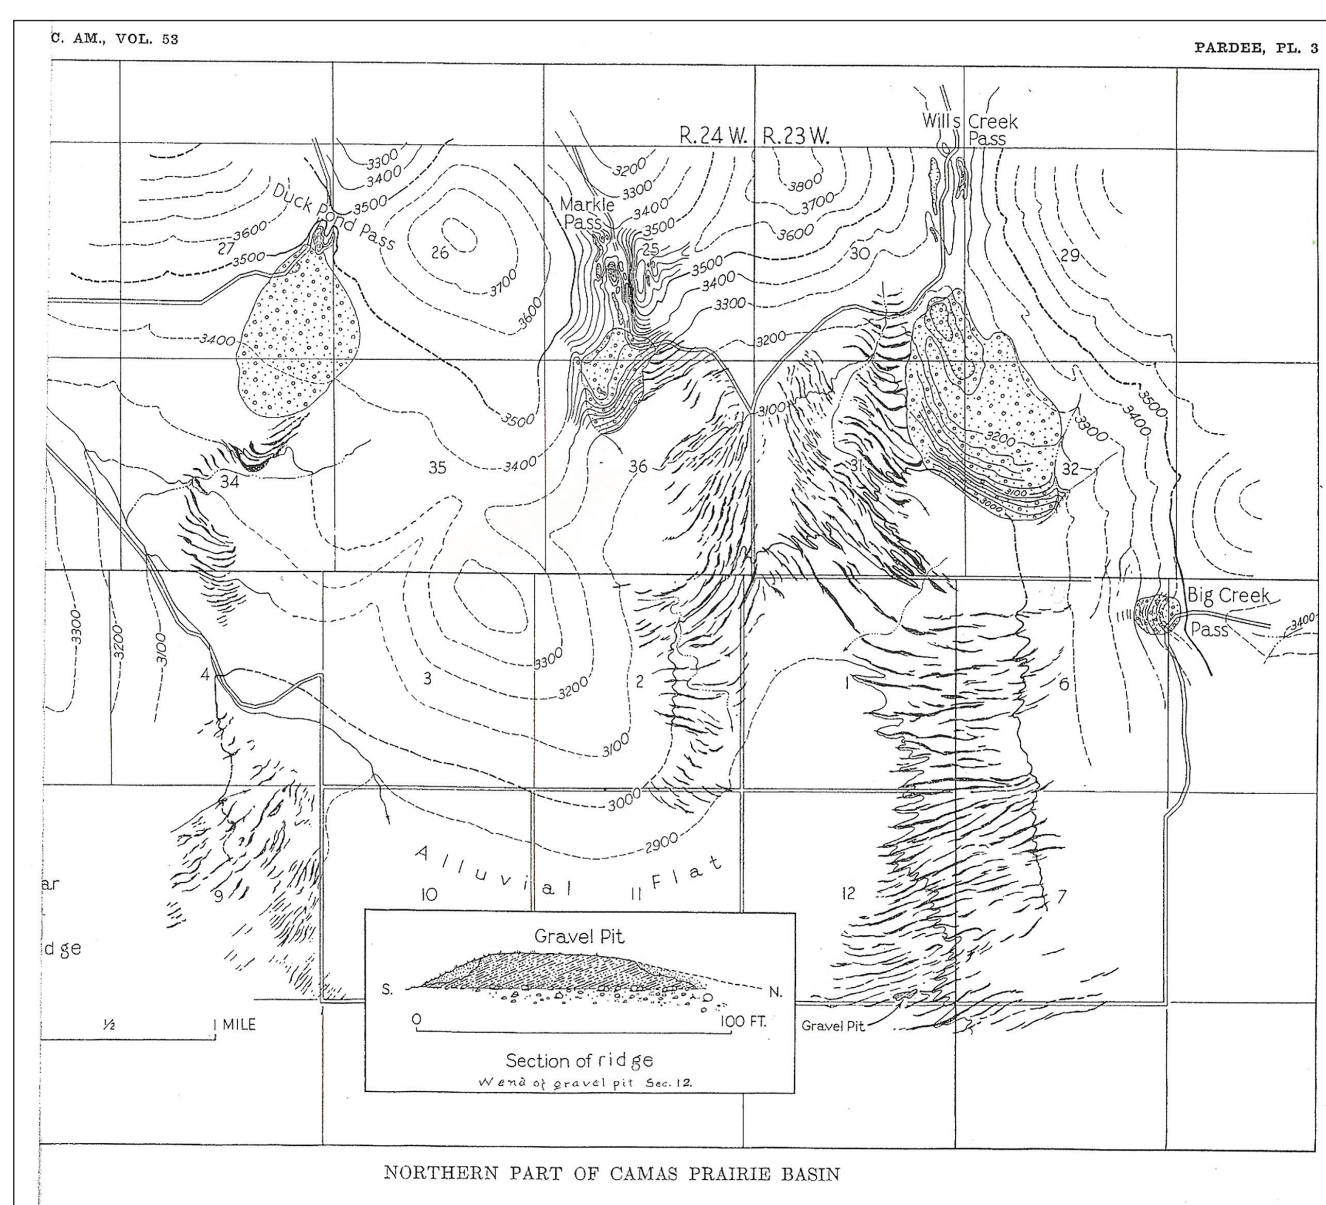 C. AM., VOL. 53
PARDEE, PL. 3
R. 24 W. R. 23 W.
Wills Creek
Pass
3300
3400
3500
Duck Pond Pass
3600
27
3500
26
3700
3600
3400
3500
3400
Markle
Pass
3200
3300
3400
3500
25
3500
3400
3300
3200
3800
3700
3600
30
29
3100
3500
3400
3300
3200
3100
3000
34
35
36
31
32
3300
3200
3100
Big Creek
Pass
3400
4
3
2
1
6
3300
3200
3100
3000
2900
Alluvial Flat
ar
dge
9
10
11
12
7
Gravel Pit
S.
N.
0
100 FT.
Section of ridge
W end of gravel pit Sec. 12.
½
1 MILE
Gravel Pit
NORTHERN PART OF CAMAS PRAIRIE BASIN